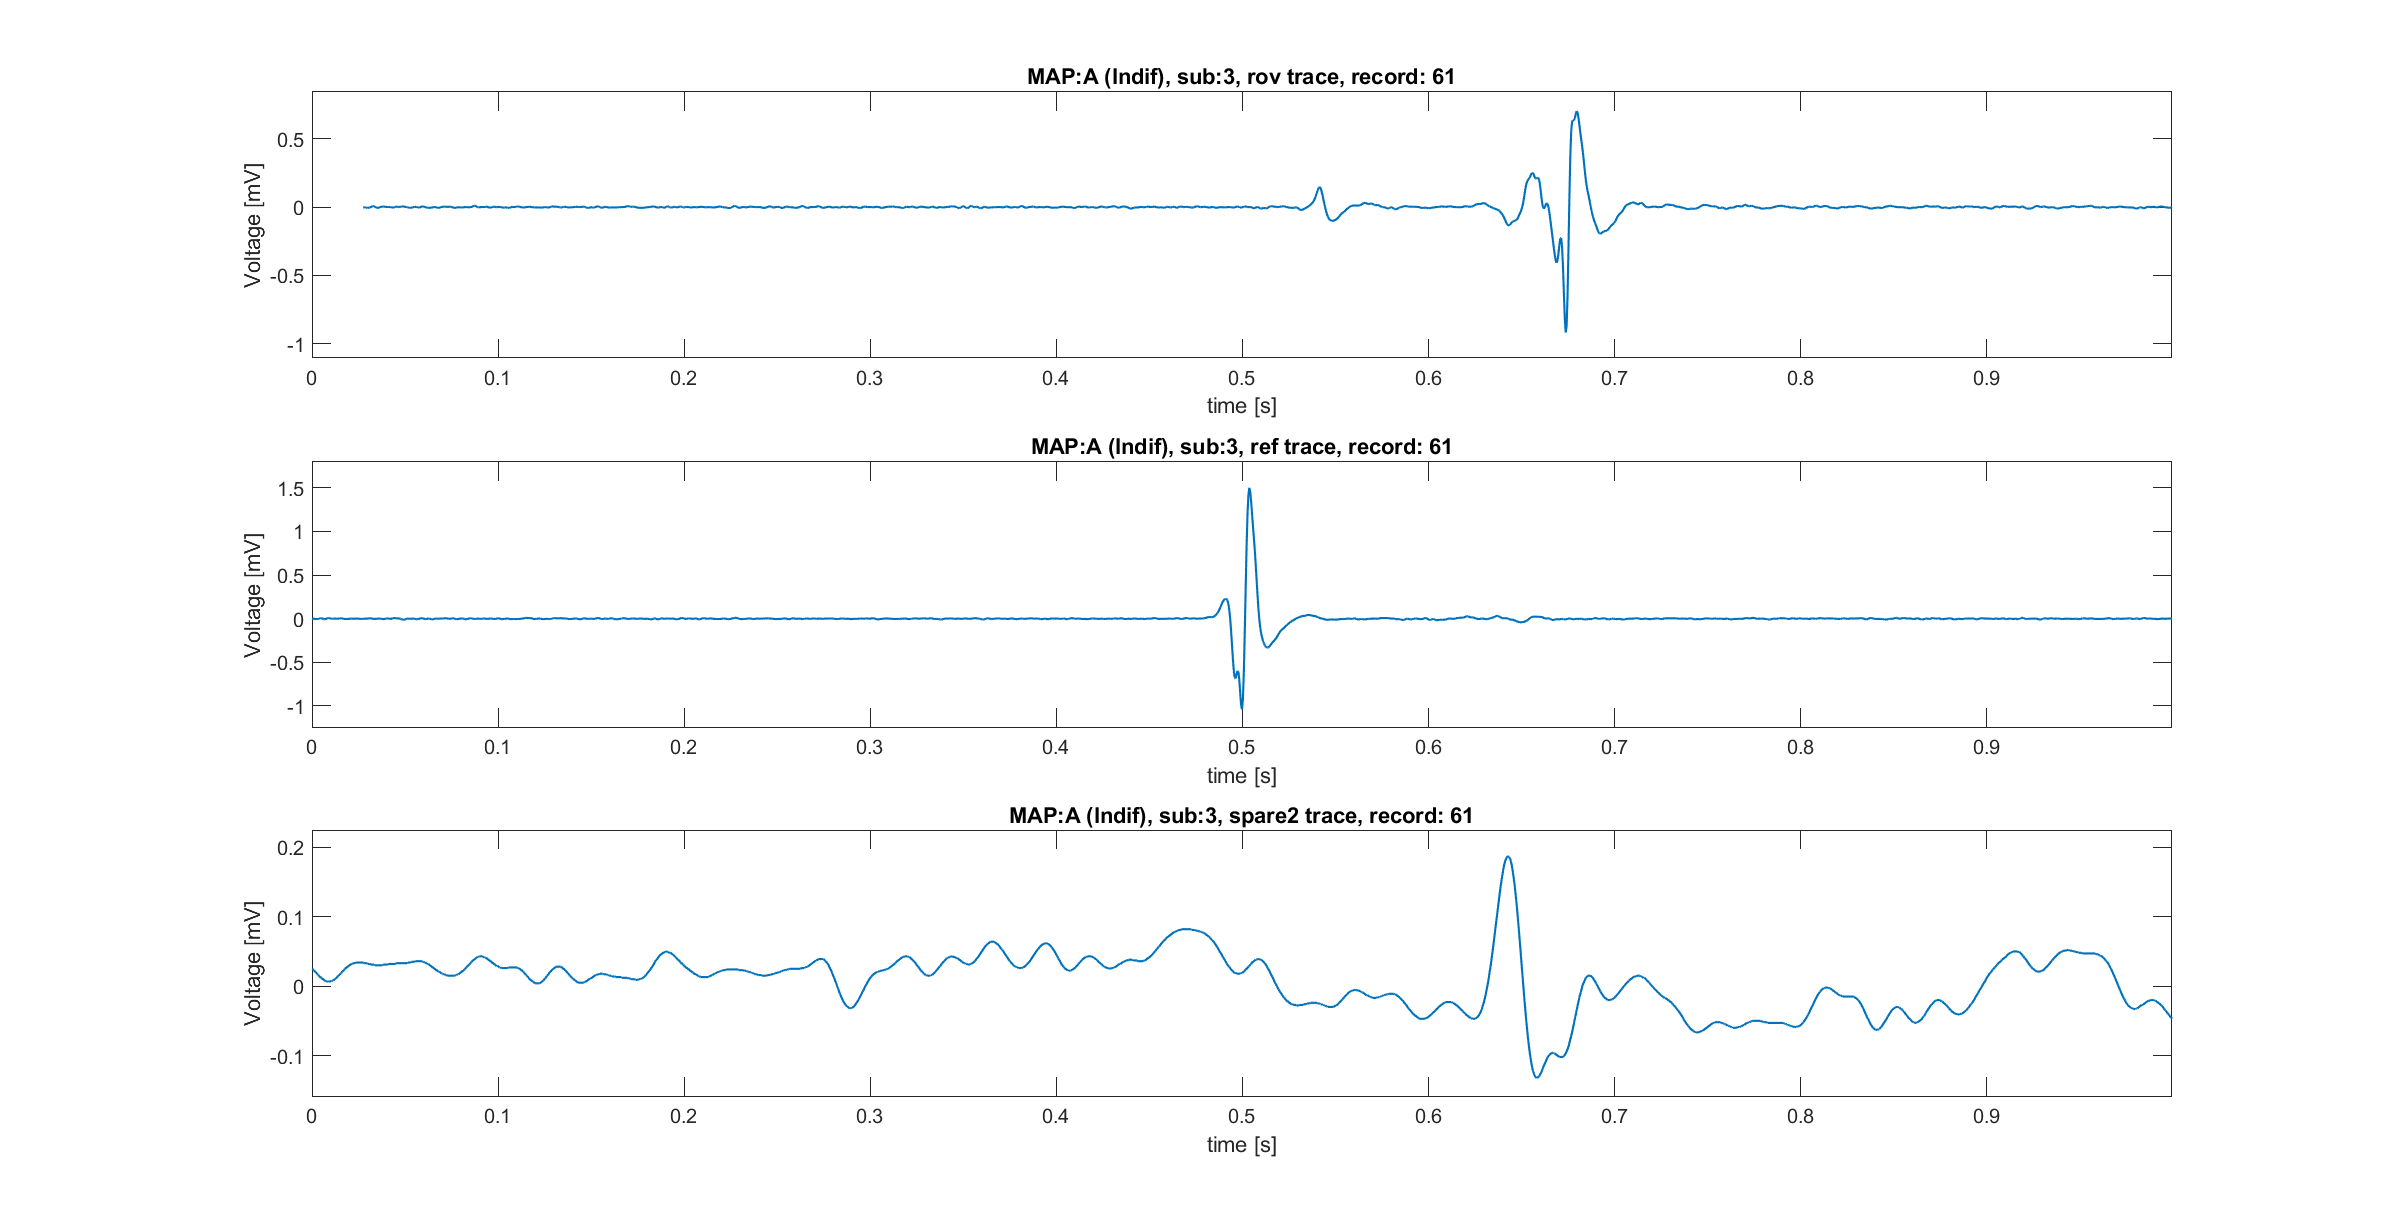 MAP:A (Indif), sub:3, rov trace, record: 61
Voltage [mV]
0.5
0
-0.5
-1
0 0.1 0.2 0.3 0.4 0.5 0.6 0.7 0.8 0.9
time [s]
MAP:A (Indif), sub:3, ref trace, record: 61
Voltage [mV]
1.5
1
0.5
0
-0.5
-1
0 0.1 0.2 0.3 0.4 0.5 0.6 0.7 0.8 0.9
time [s]
MAP:A (Indif), sub:3, spare2 trace, record: 61
Voltage [mV]
0.2
0.1
0
-0.1
0 0.1 0.2 0.3 0.4 0.5 0.6 0.7 0.8 0.9
time [s]